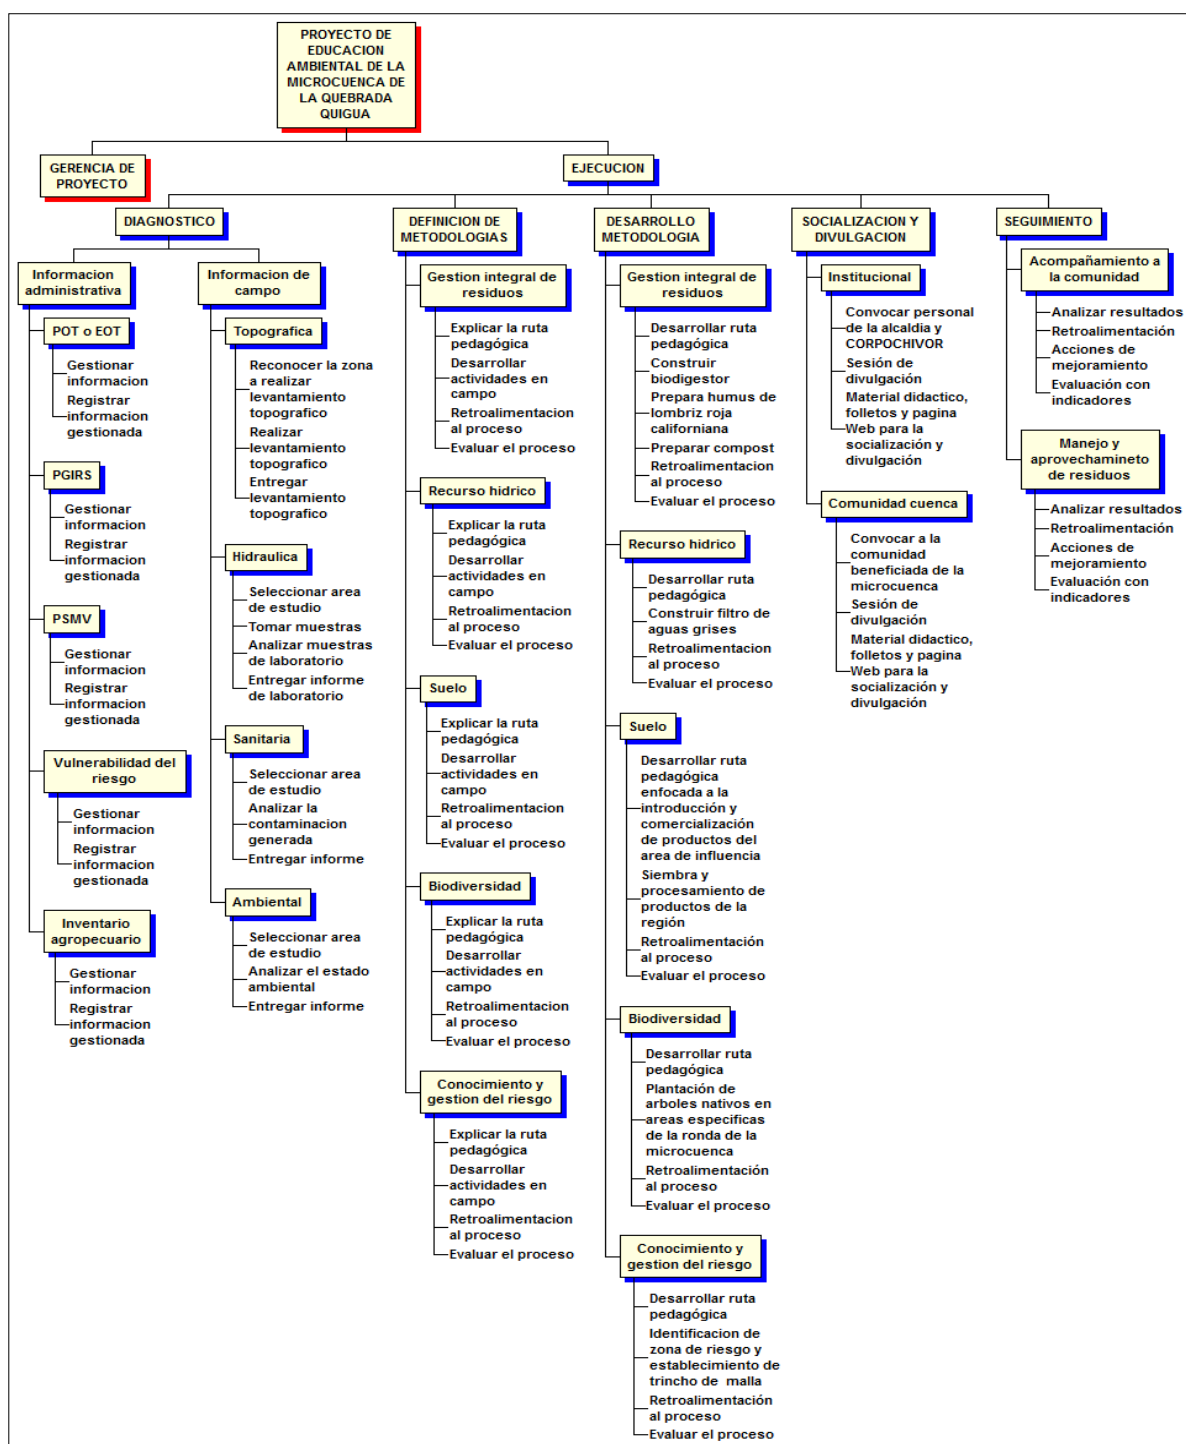 PROYECTO DE
EDUCACION
AMBIENTAL DE LA
MICROCUENCA DE
LA QUEBRADA
QUIGUA
GERENCIA DE
PROYECTO
EJECUCION
DIAGNOSTICO
Informacion
administrativa
POT o EOT
Gestionar
informacion
Registrar
informacion
gestionada
PGIRS
Gestionar
informacion
Registrar
informacion
gestionada
PSMV
Gestionar
informacion
Registrar
informacion
gestionada
Vulnerabilidad del
riesgo
Gestionar
informacion
Registrar
informacion
gestionada
Inventario
agropecuario
Gestionar
informacion
Registrar
informacion
gestionada
Informacion de
campo
Topografica
Reconocer la zona
a realizar
levantamiento
topografico
Realizar
levantamiento
topografico
Entregar
levantamiento
topografico
Hidraulica
Seleccionar area
de estudio
Tomar muestras
Analizar muestras
de laboratorio
Entregar informe
de laboratorio
Sanitaria
Seleccionar area
de estudio
Analizar la
contaminacion
generada
Entregar informe
Ambiental
Seleccionar area
de estudio
Analizar el estado
ambiental
Entregar informe
DEFINICION DE
METODOLOGIAS
Gestion integral de
residuos
Explicar la ruta
pedagógica
Desarrollar
actividades en
campo
Retroalimentacion
al proceso
Evaluar el proceso
Recurso hidrico
Explicar la ruta
pedagógica
Desarrollar
actividades en
campo
Retroalimentacion
al proceso
Evaluar el proceso
Suelo
Explicar la ruta
pedagógica
Desarrollar
actividades en
campo
Retroalimentacion
al proceso
Evaluar el proceso
Biodiversidad
Explicar la ruta
pedagógica
Desarrollar
actividades en
campo
Retroalimentacion
al proceso
Evaluar el proceso
Conocimiento y
gestion del riesgo
Explicar la ruta
pedagógica
Desarrollar
actividades en
campo
Retroalimentacion
al proceso
Evaluar el proceso
DESARROLLO
METODOLOGIA
Gestion integral de
residuos
Desarrollar ruta
pedagógica
Construir
biodigestor
Prepara humus de
lombriz roja
californiana
Preparar compost
Retroalimentacion
al proceso
Evaluar el proceso
Recurso hidrico
Desarrollar ruta
pedagógica
Construir filtro de
aguas grises
Retroalimentacion
al proceso
Evaluar el proceso
Suelo
Desarrollar ruta
pedagógica
enfocada a la
introducción y
comercialización
de productos del
area de influencia
Siembra y
procesamiento de
productos de la
región
Retroalimentación
al proceso
Evaluar el proceso
Biodiversidad
Desarrollar ruta
pedagógica
Plantación de
arboles nativos en
areas especificas
de la ronda de la
microcuenca
Retroalimentación
al proceso
Evaluar el proceso
Conocimiento y
gestion del riesgo
Desarrollar ruta
pedagógica
Identificacion de
zona de riesgo y
establecimiento de
trincho de malla
Retroalimentación
al proceso
Evaluar el proceso
SOCIALIZACION Y
DIVULGACION
Institucional
Convocar personal
de la alcaldia y
CORPOCHIVOR
Sesión de
divulgación
Material didactico,
folletos y pagina
Web para la
socialización y
divulgación
Comunidad cuenca
Convocar a la
comunidad
beneficiada de la
microcuenca
Sesión de
divulgación
Material didactico,
folletos y pagina
Web para la
socialización y
divulgación
SEGUIMIENTO
Acompañamiento a
la comunidad
Analizar resultados
Retroalimentación
Acciones de
mejoramiento
Evaluación con
indicadores
Manejo y
aprovechamineto
de residuos
Analizar resultados
Retroalimentación
Acciones de
mejoramiento
Evaluación con
indicadores